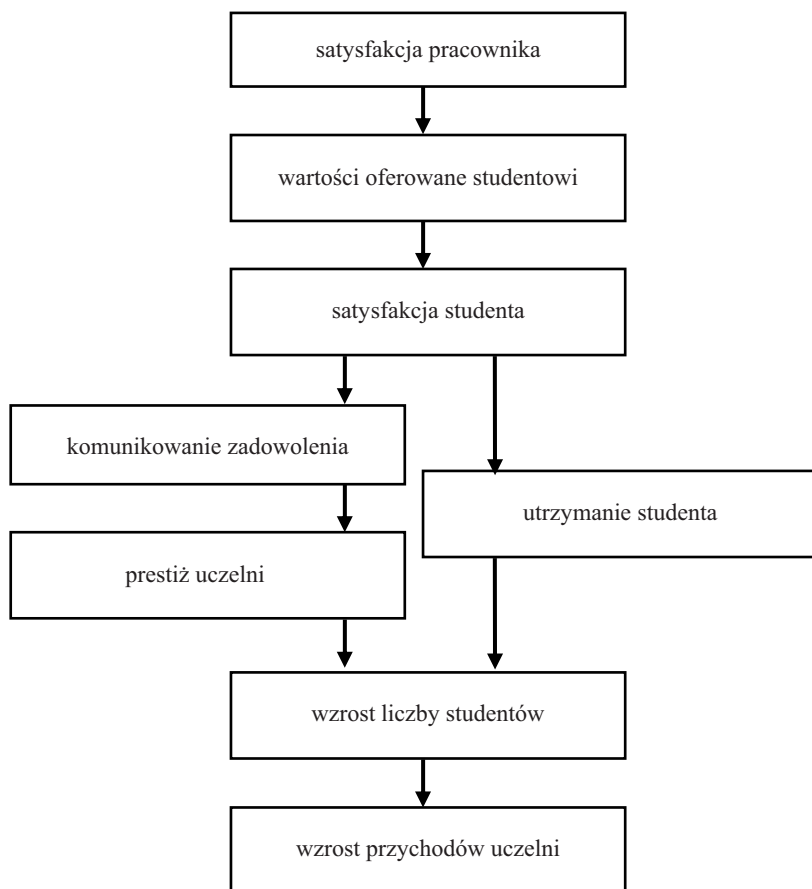 satysfakcja pracownika
wartości oferowane studentowi
satysfakcja studenta
komunikowanie zadowolenia
utrzymanie studenta
prestiż uczelni
wzrost liczby studentów
wzrost przychodów uczelni